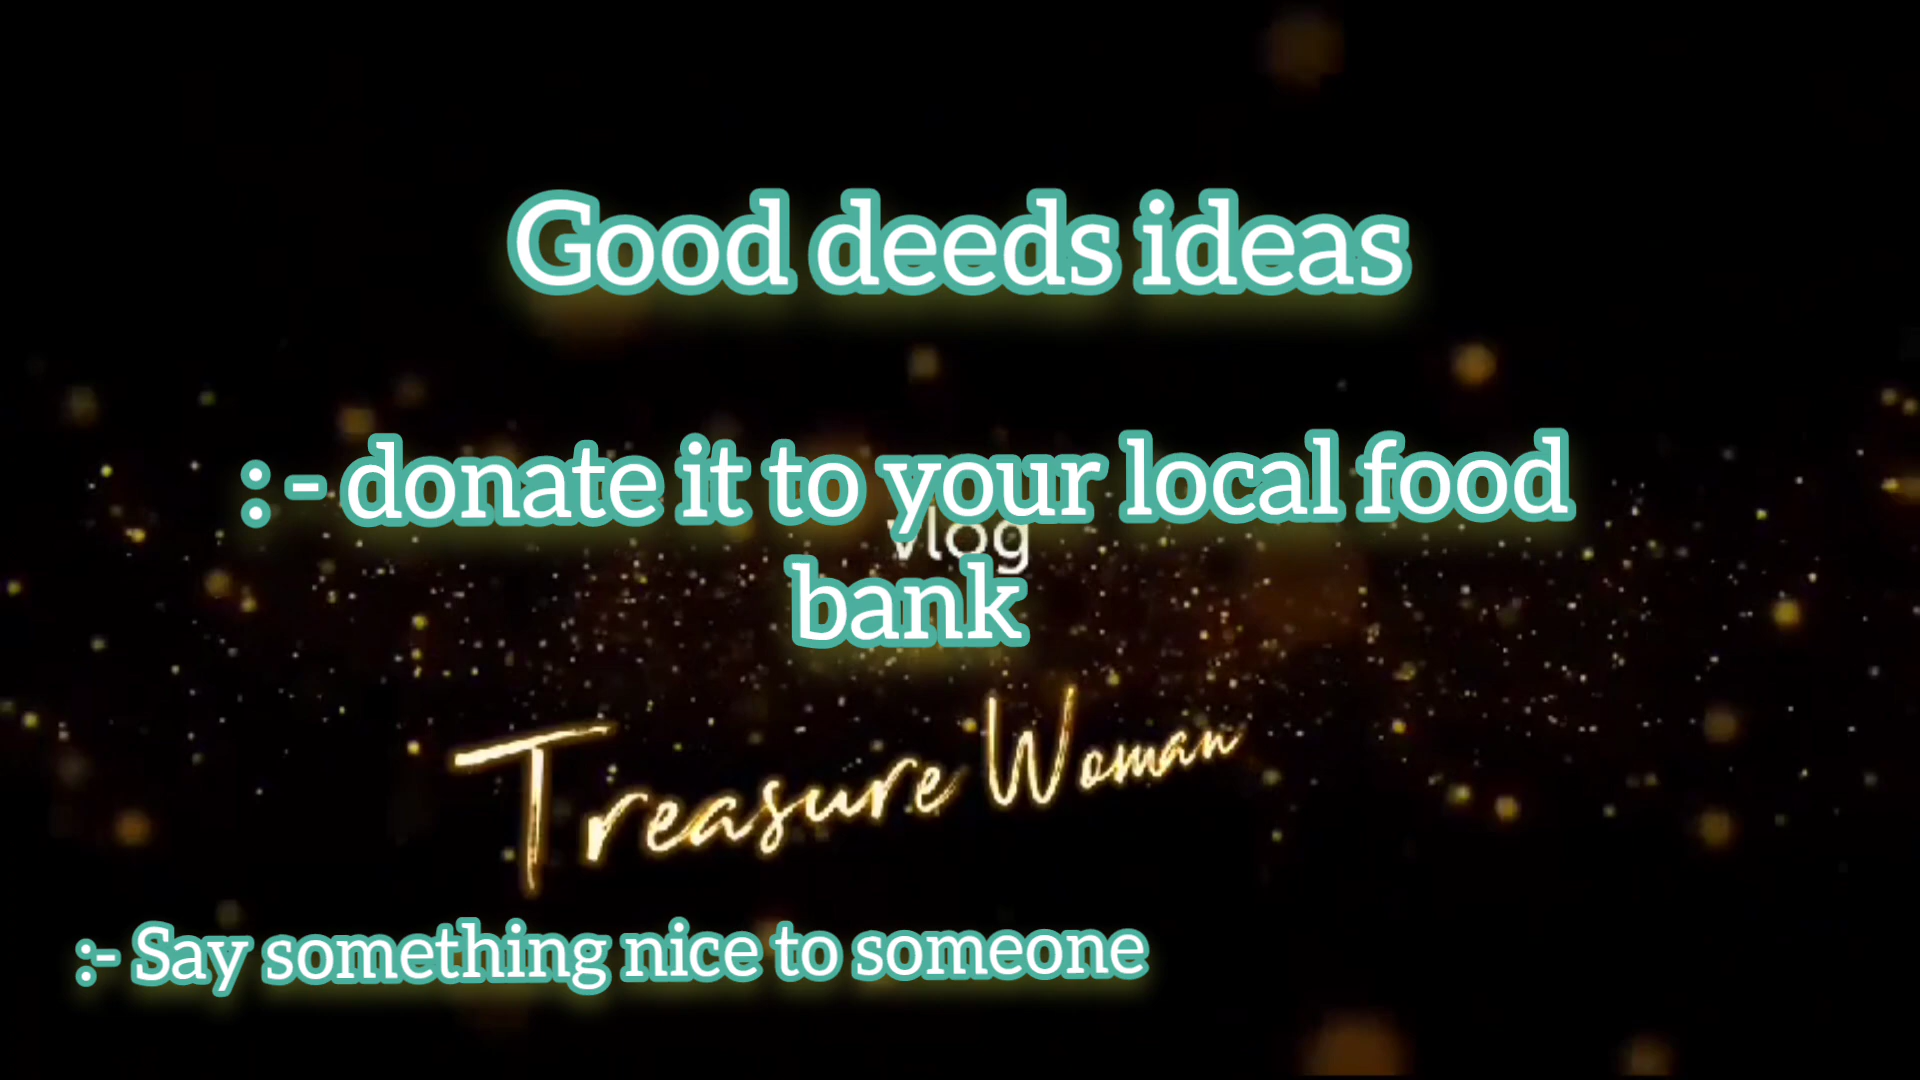 Good deeds ideas
:- donate it to your local food
vlog
bank
Treasure Woman
:- Say something nice to someone